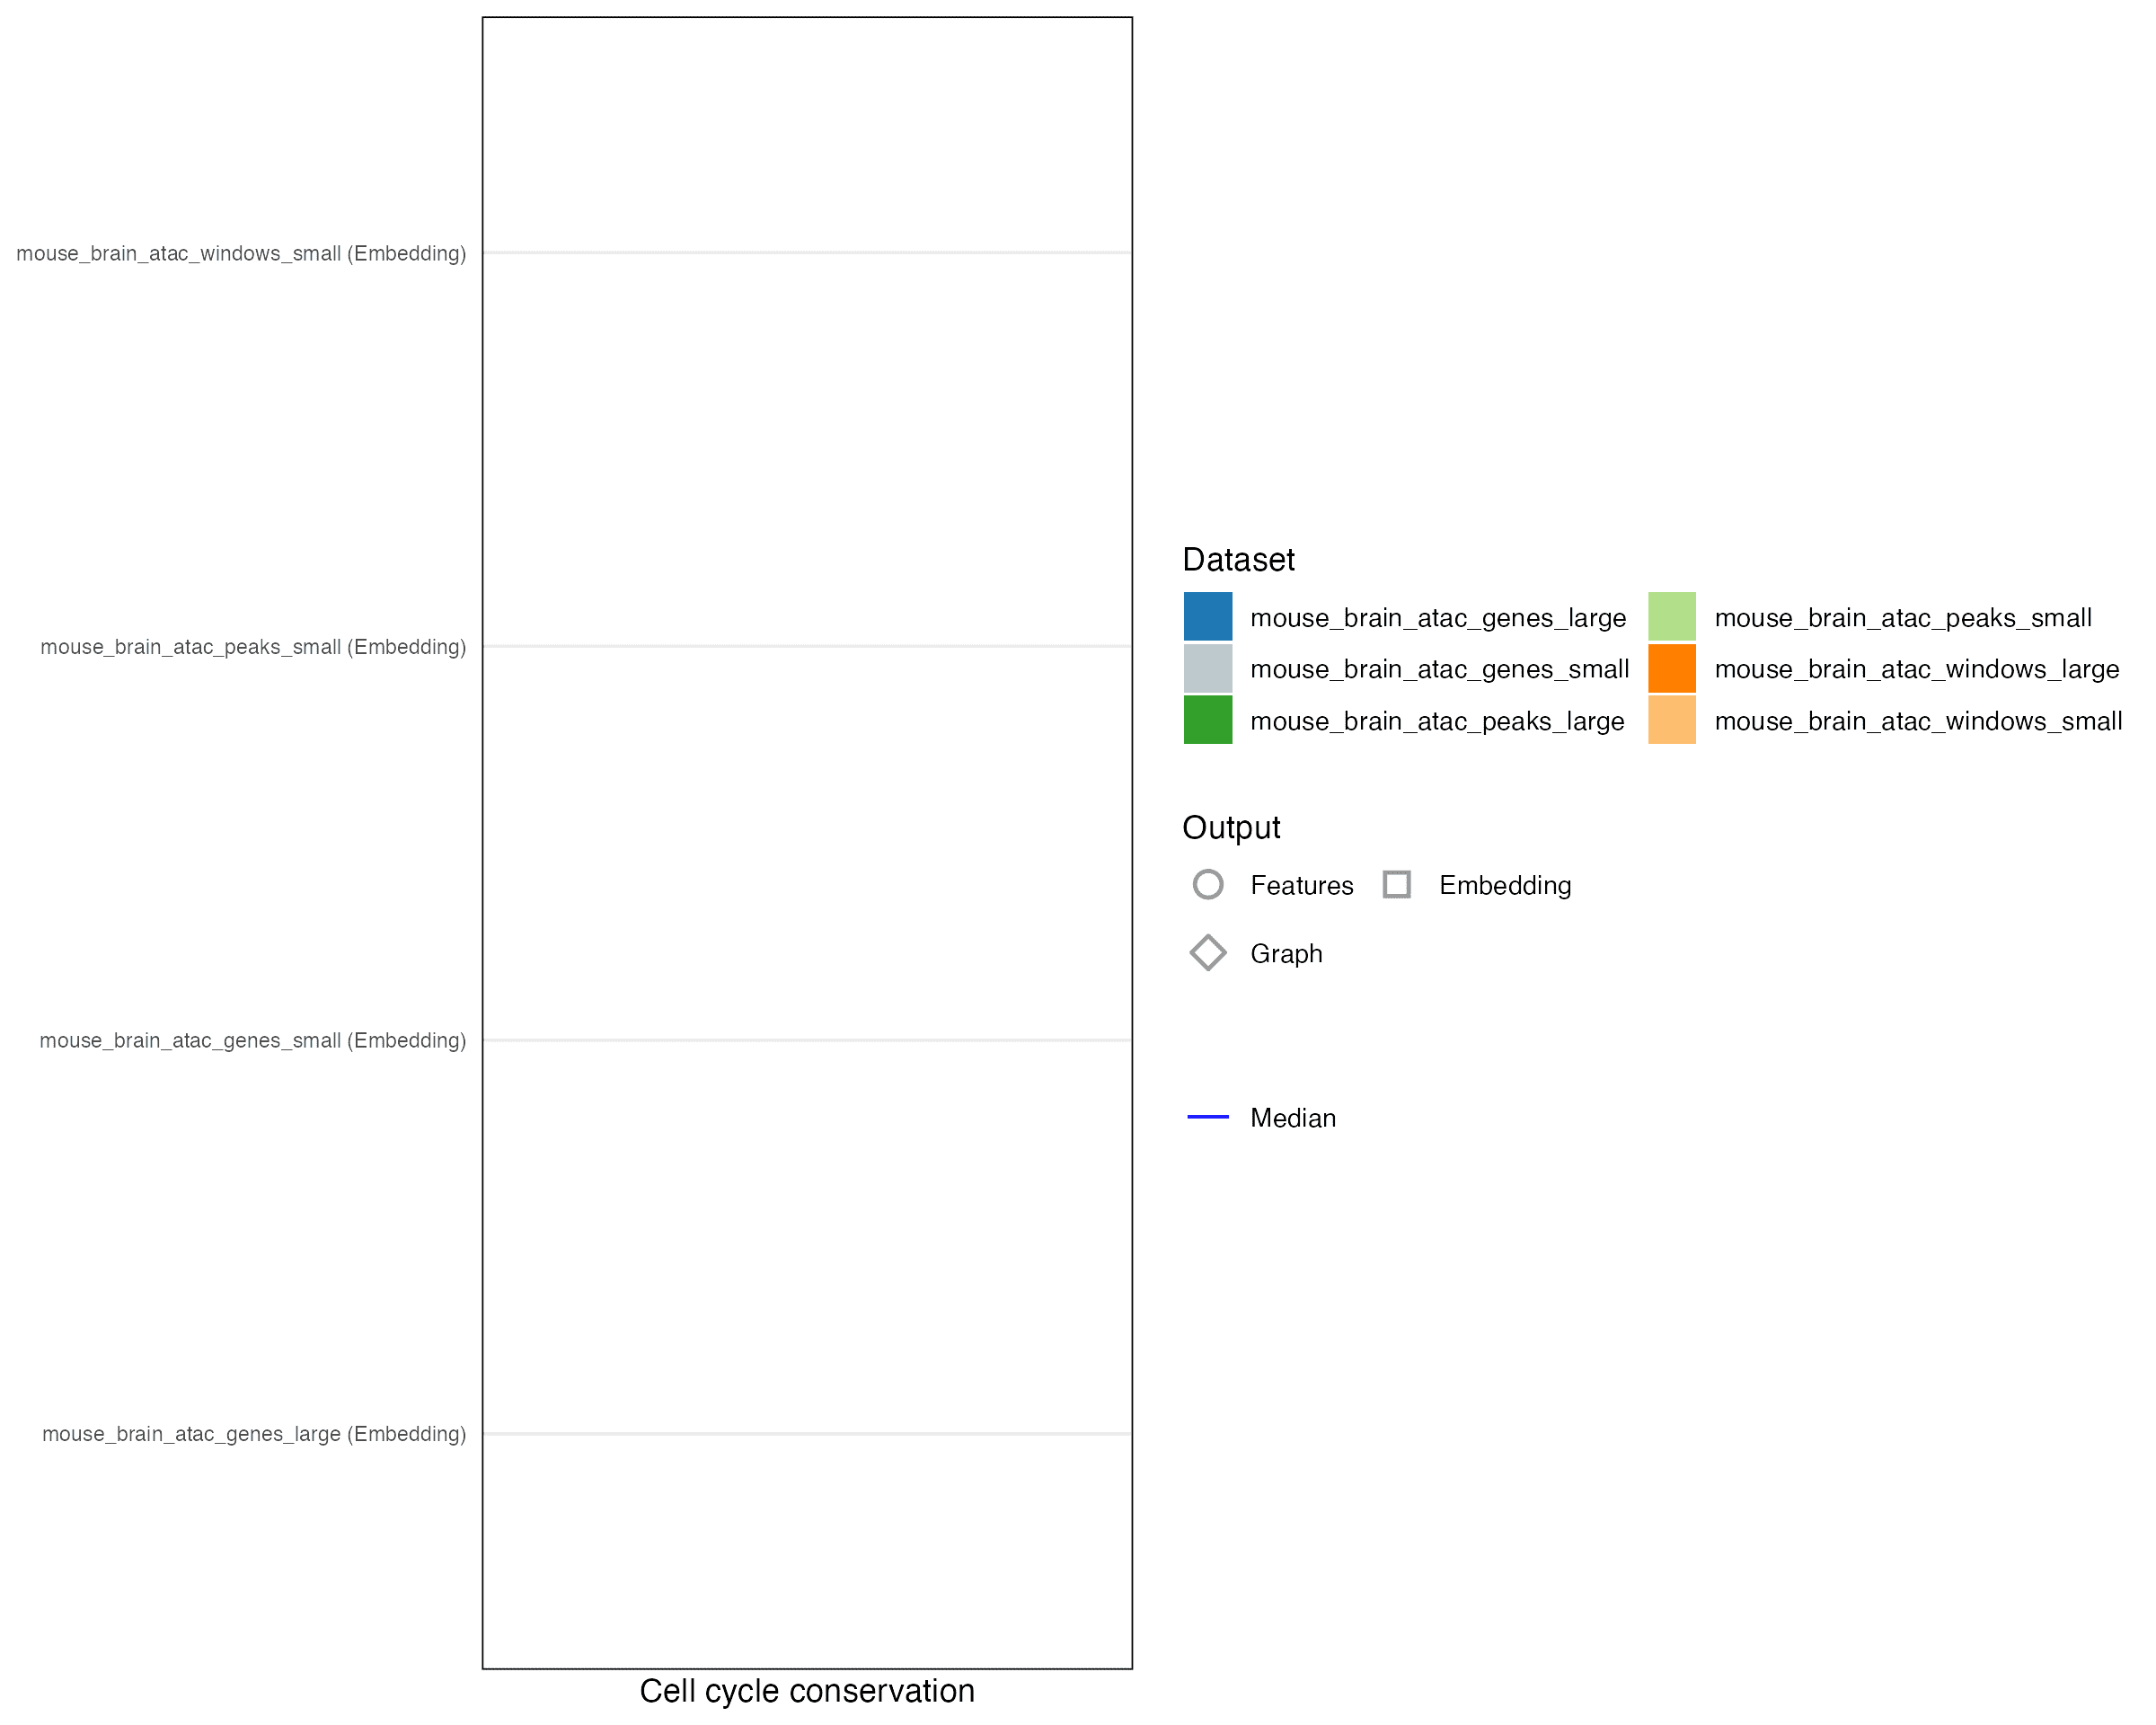 mouse_brain_atac_windows_small (Embedding)
mouse_brain_atac_peaks_small (Embedding)
mouse_brain_atac_genes_small (Embedding)
mouse_brain_atac_genes_large (Embedding)
Cell cycle conservation
Dataset
mouse_brain_atac_genes_large
mouse_brain_atac_genes_small
mouse_brain_atac_peaks_large
mouse_brain_atac_peaks_small
mouse_brain_atac_windows_large
mouse_brain_atac_windows_small
Output
Features
Embedding
Graph
Median